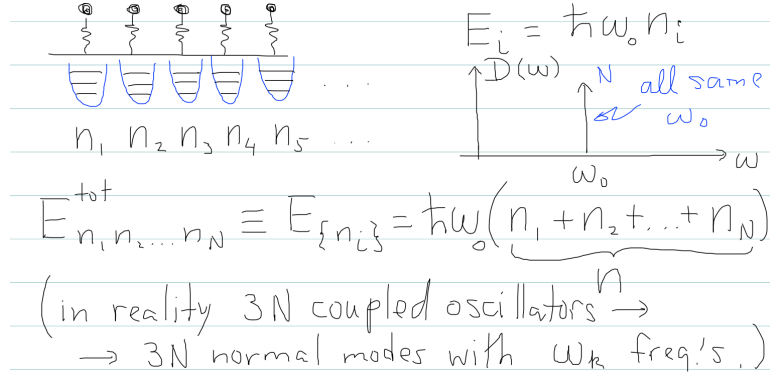 E_i = ħω₀n_i
D(ω)
N all same
ω₀
n₁ n₂ n₃ n₄ n₅ ...
ω
ω₀
E^tot_{n₁n₂...n_N} ≡ E_{{n_i}} = ħω₀(n₁ + n₂ + ... + n_N)
n
(in reality 3N coupled oscillators →
→ 3N normal modes with ω_k freq.'s.)